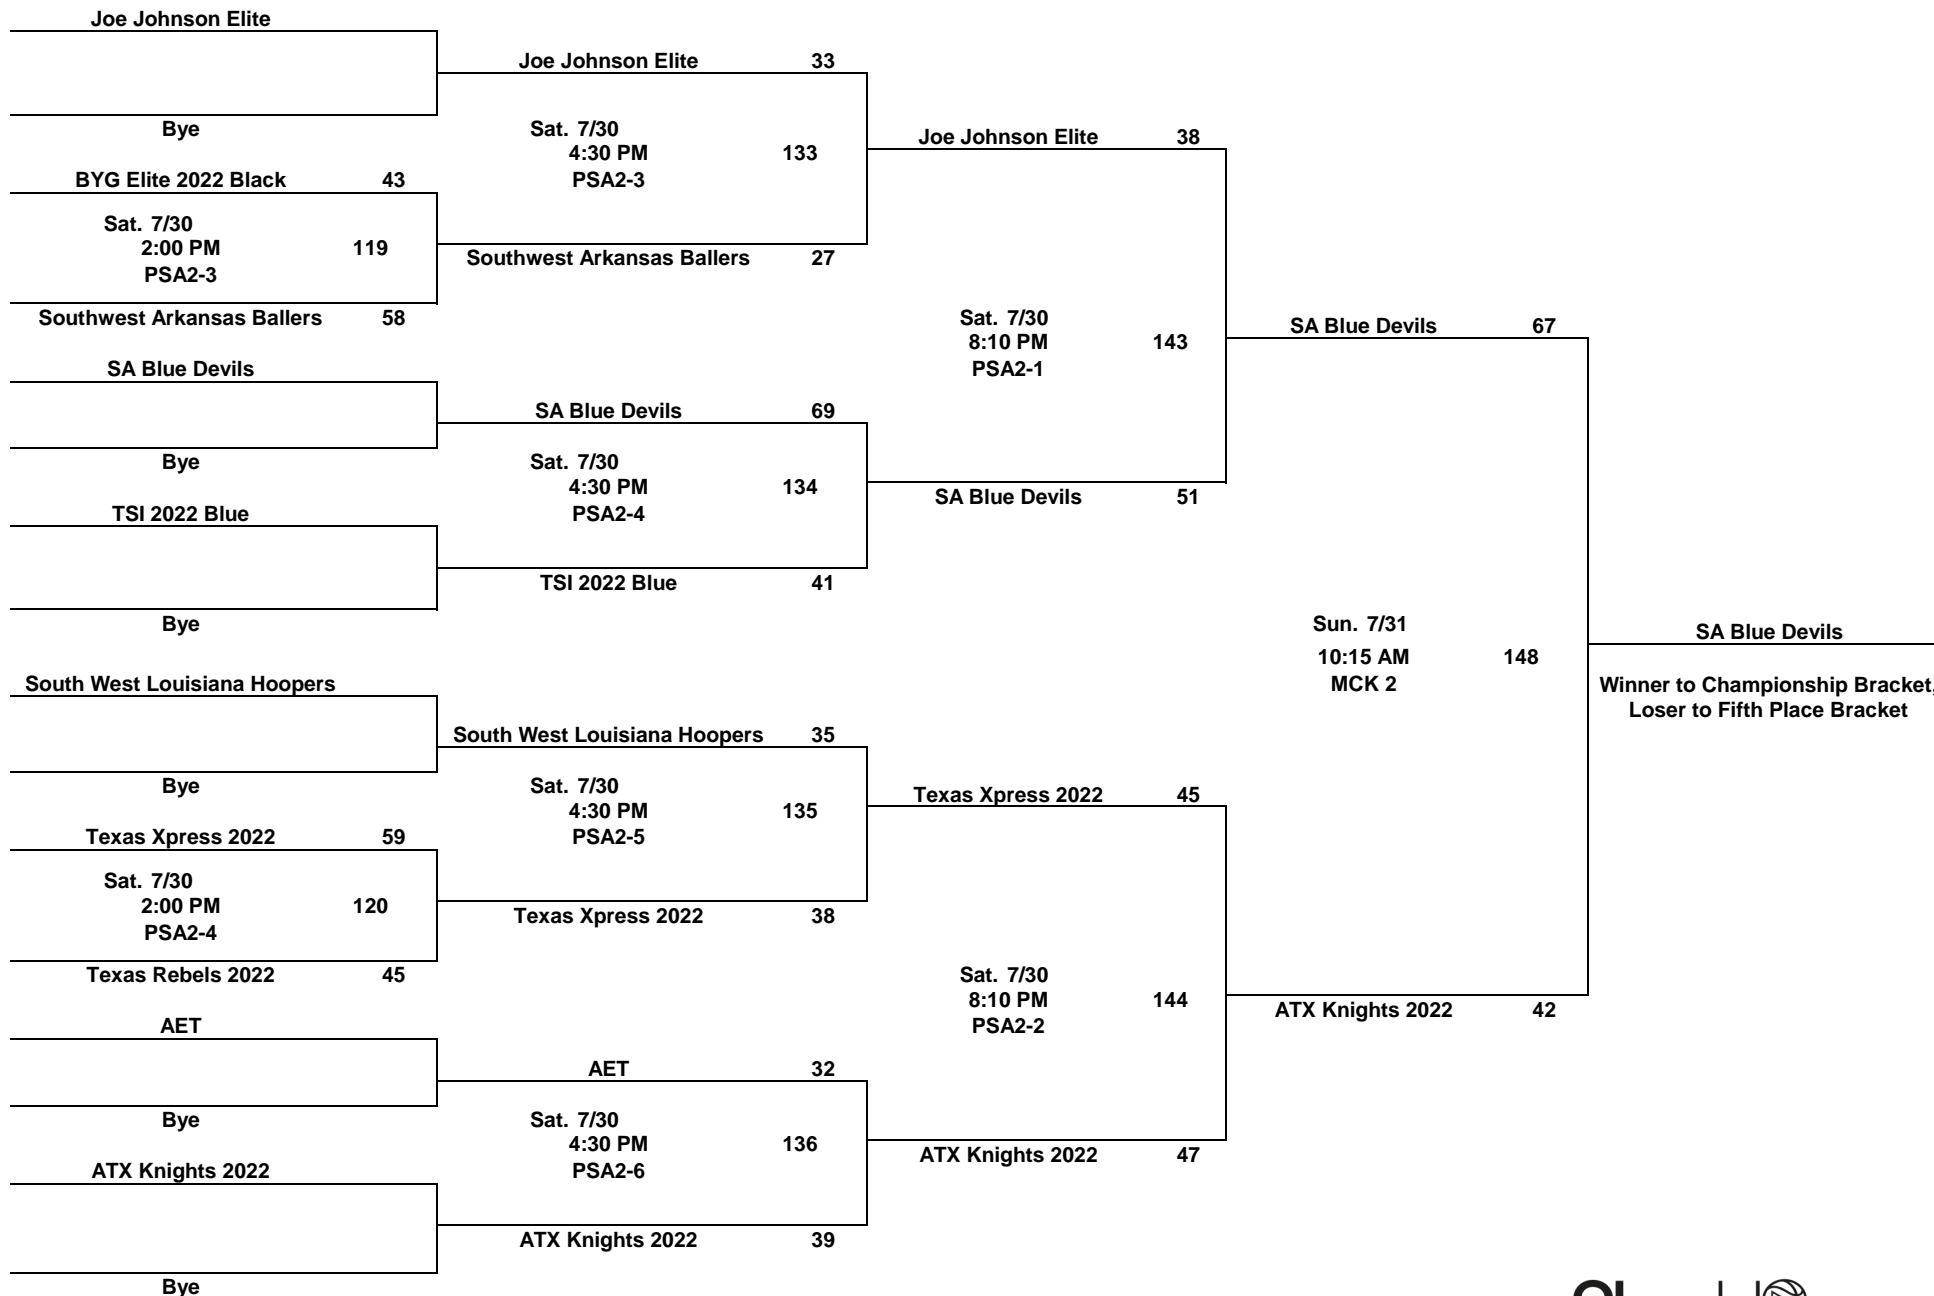 Joe Johnson Elite
Joe Johnson Elite 33
Bye
Sat. 7/30
4:30 PM 133
PSA2-3
Joe Johnson Elite 38
BYG Elite 2022 Black 43
Sat. 7/30
2:00 PM 119
PSA2-3
Southwest Arkansas Ballers 27
Southwest Arkansas Ballers 58
Sat. 7/30
8:10 PM 143
PSA2-1
SA Blue Devils 67
SA Blue Devils
SA Blue Devils 69
Bye
Sat. 7/30
4:30 PM 134
PSA2-4
SA Blue Devils 51
TSI 2022 Blue
TSI 2022 Blue 41
Bye
Sun. 7/31
10:15 AM 148
MCK 2
SA Blue Devils
Winner to Championship Bracket,
Loser to Fifth Place Bracket
South West Louisiana Hoopers
South West Louisiana Hoopers 35
Bye
Sat. 7/30
4:30 PM 135
PSA2-5
Texas Xpress 2022 45
Texas Xpress 2022 59
Sat. 7/30
2:00 PM 120
PSA2-4
Texas Xpress 2022 38
Texas Rebels 2022 45
Sat. 7/30
8:10 PM 144
PSA2-2
ATX Knights 2022 42
AET
AET 32
Bye
Sat. 7/30
4:30 PM 136
PSA2-6
ATX Knights 2022 47
ATX Knights 2022
ATX Knights 2022 39
Bye